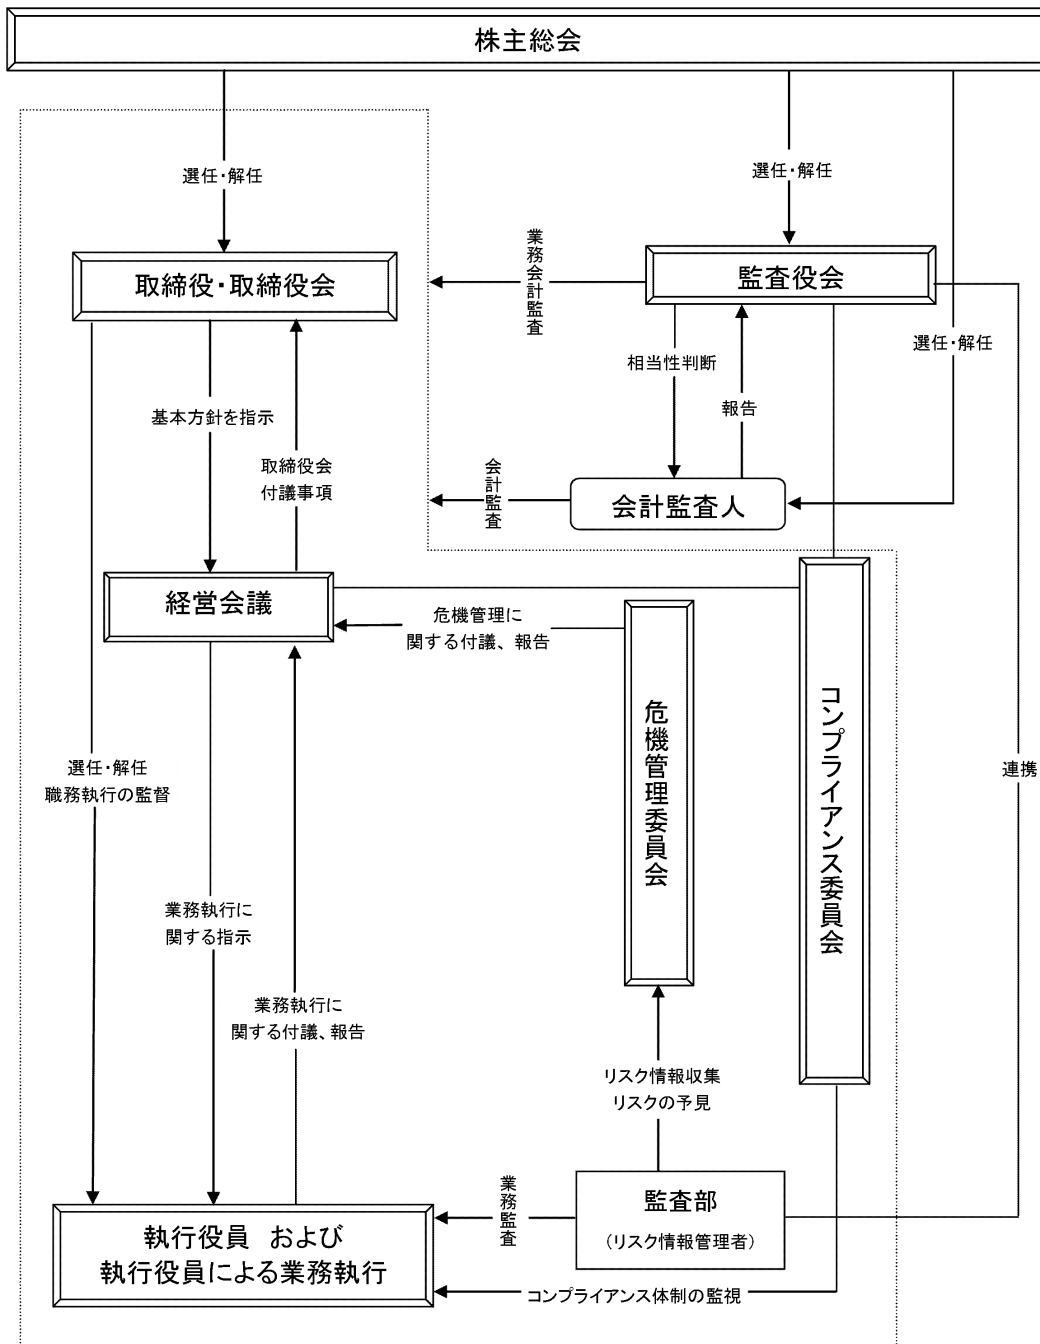 株主総会
選任・解任
選任・解任
業務会計監査
取締役・取締役会
監査役会
選任・解任
相当性判断
報告
基本方針を指示
取締役会
付議事項
会計監査
会計監査人
経営会議
危機管理に
関する付議、報告
危機管理委員会
コンプライアンス委員会
選任・解任
職務執行の監督
連携
業務執行に
関する指示
業務執行に
関する付議、報告
リスク情報収集
リスクの予見
業務監査
監査部
(リスク情報管理者)
執行役員 および
執行役員による業務執行
コンプライアンス体制の監視